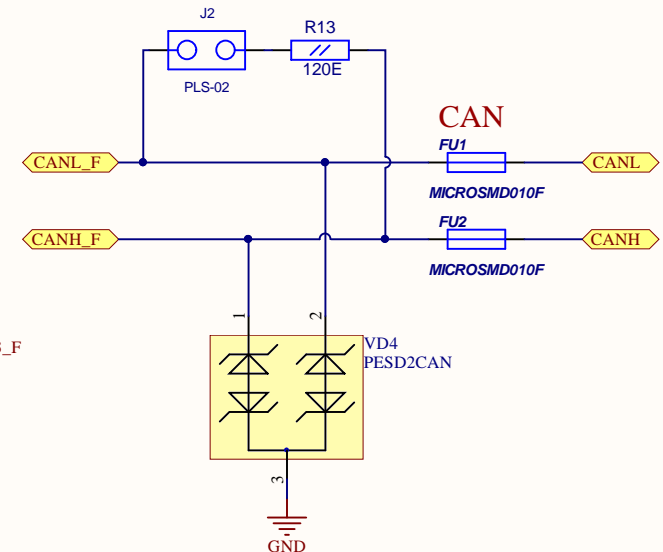 J2
R13
120E
PLS-02
CAN
FU1
CANL_F
CANL
MICROSMD010F
FU2
CANH_F
CANH
MICROSMD010F
1
2
_F
VD4
PESD2CAN
3
GND